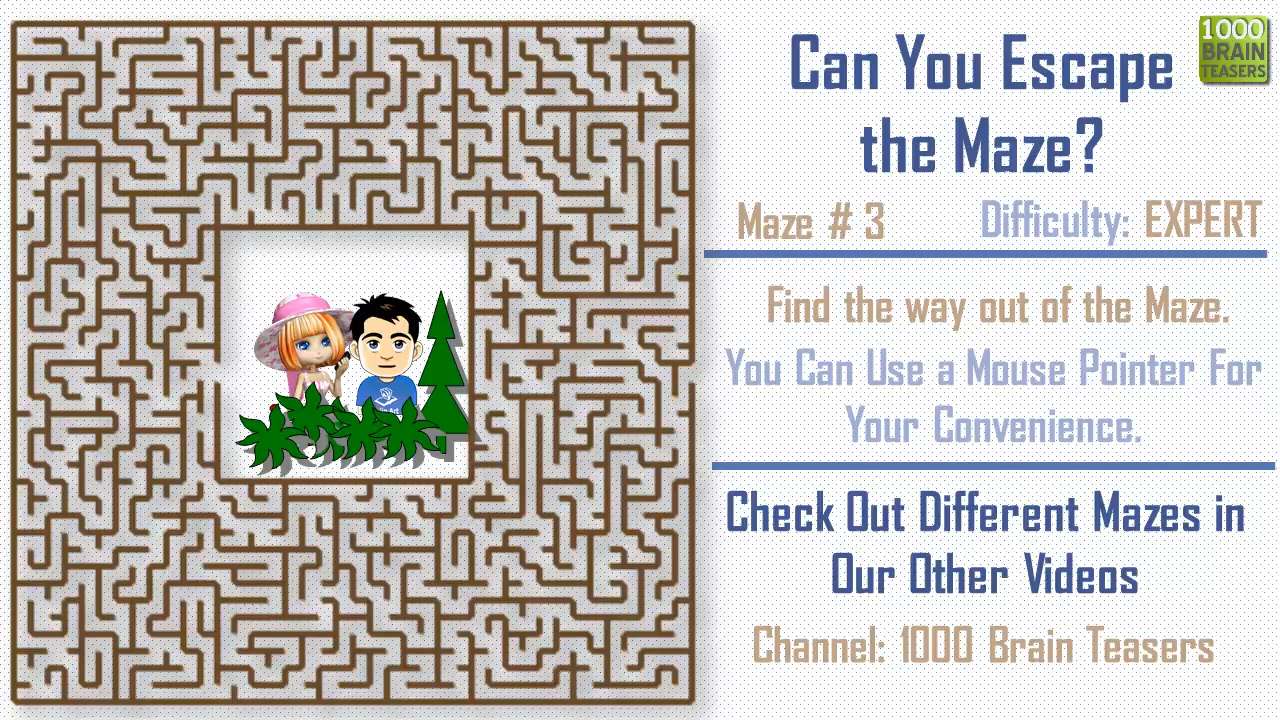 Can You Escape
the Maze?
1000
BRAIN
TEASERS
Maze # 3
Difficulty: EXPERT
Find the way out of the Maze.
You Can Use a Mouse Pointer For
Your Convenience.
Check Out Different Mazes in
Our Other Videos
Channel: 1000 Brain Teasers